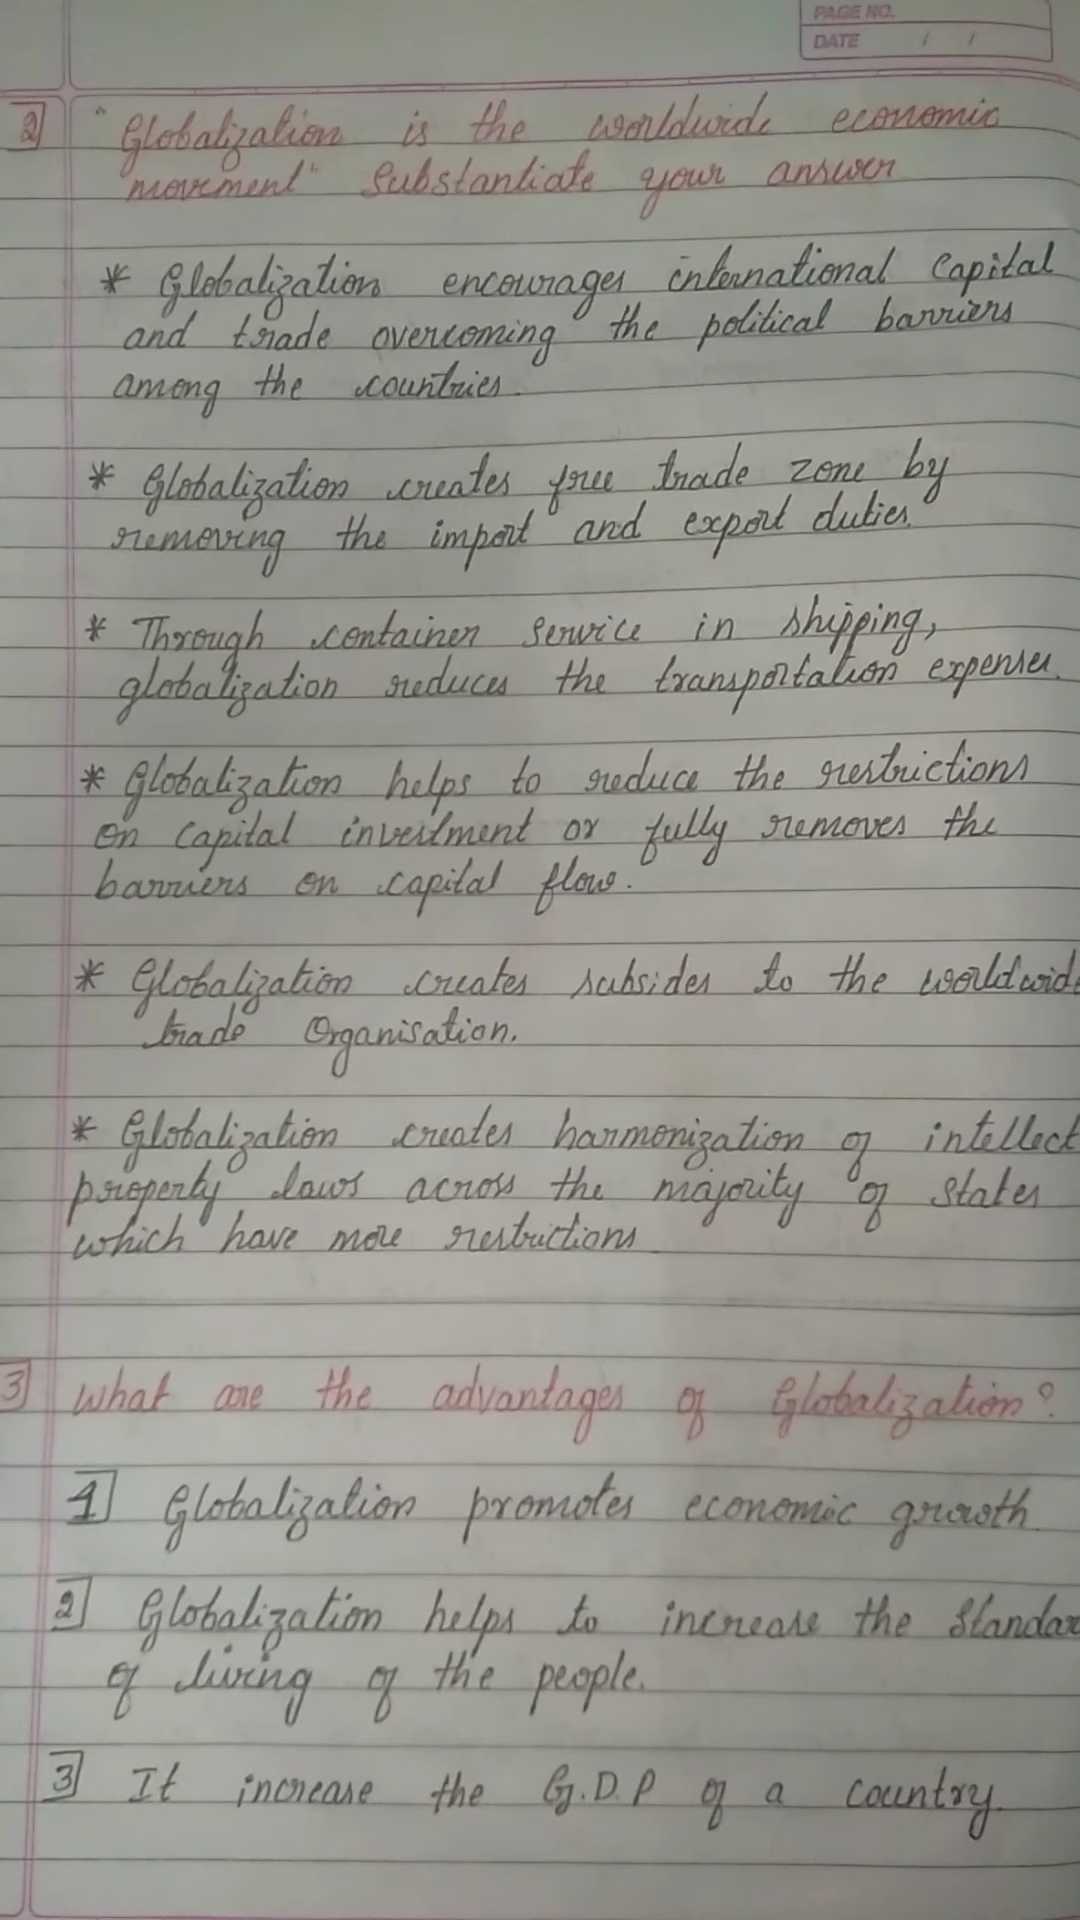 PAGE NO.
DATE / /
2] "Globalization is the worldwide economic
movement" Substantiate your answer
* Globalization encourages international Capital
and trade overcoming the political barriers
among the countries.
* Globalization creates free trade zone by
removing the import and export duties.
* Through container service in shipping,
globalization reduces the transportation expenses.
* Globalization helps to reduce the restrictions
on capital investment or fully removes the
barriers on capital flow.
* Globalization creates subsides to the worldwide
trade Organisation.
* Globalization creates harmonization of intellect
property laws across the majority of states
which have more restrictions
3] What are the advantages of Globalization?
1] Globalization promotes economic growth
2] Globalization helps to increase the Standar
of living of the people.
3] It increase the G.D.P of a country.